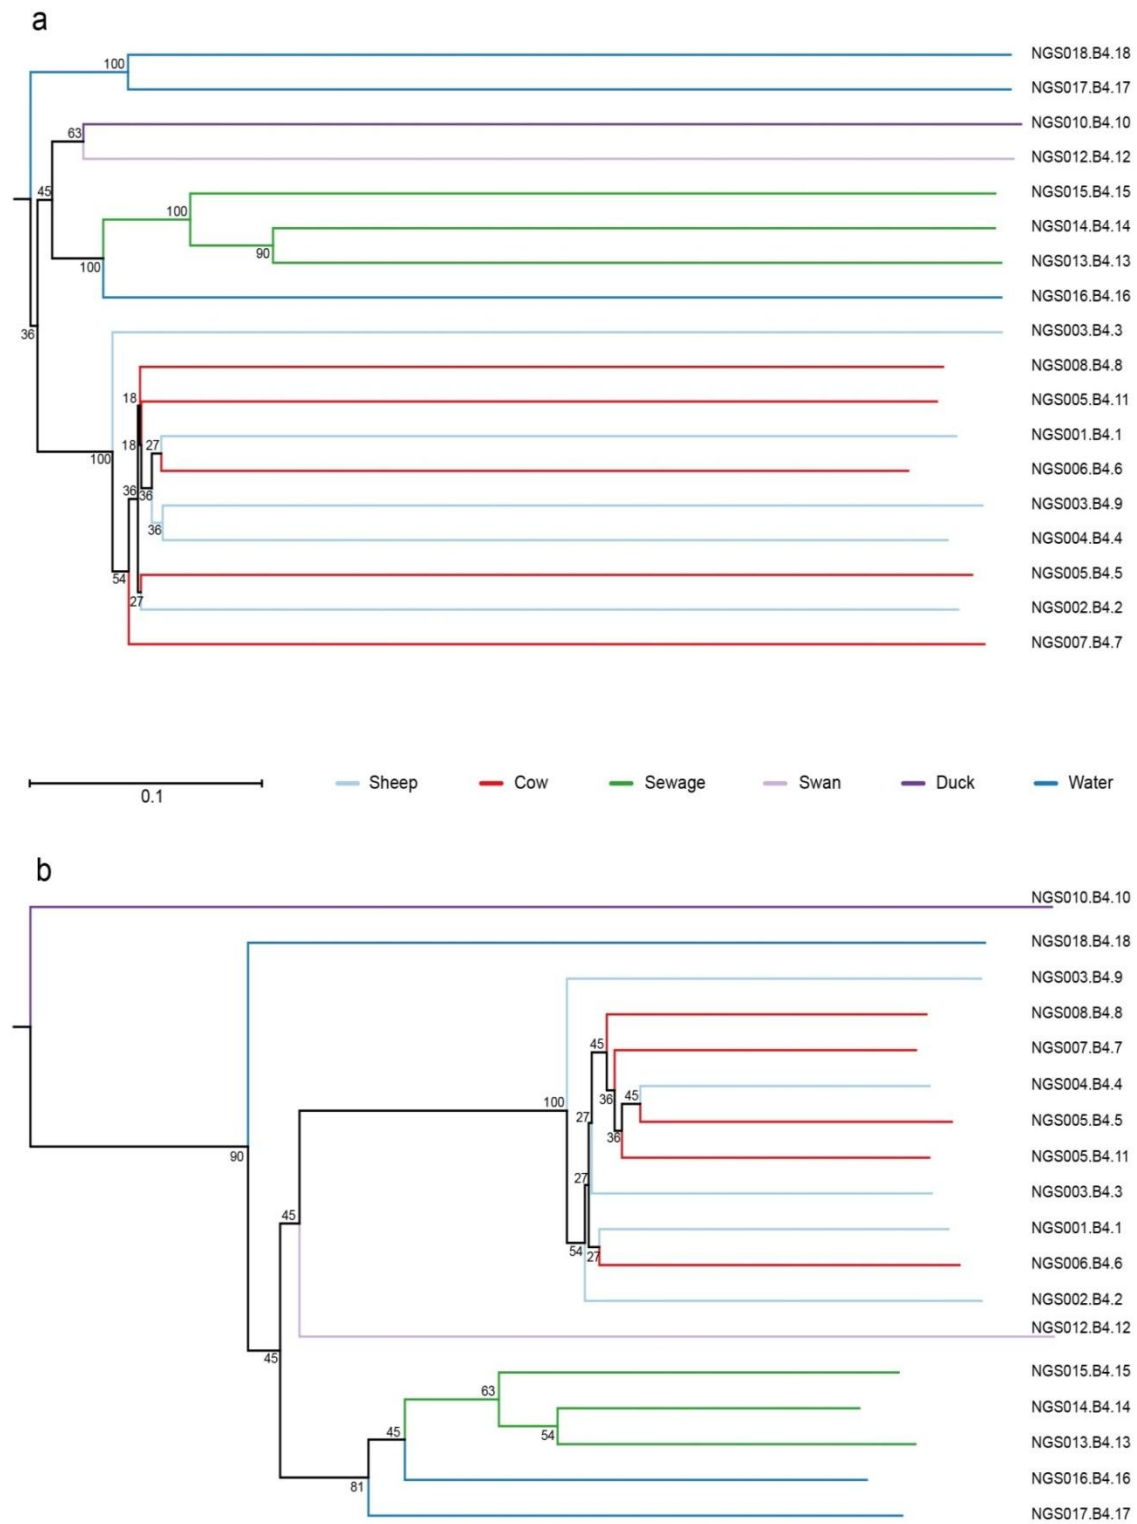 a
100
NGS018.B4.18
NGS017.B4.17
63
NGS010.B4.10
NGS012.B4.12
45
100
NGS015.B4.15
NGS014.B4.14
90
NGS013.B4.13
100
NGS016.B4.16
36
NGS003.B4.3
NGS008.B4.8
18
NGS005.B4.11
18
27
NGS001.B4.1
100
NGS006.B4.6
36
36
NGS003.B4.9
36
NGS004.B4.4
54
NGS005.B4.5
27
NGS002.B4.2
NGS007.B4.7
0.1
Sheep
Cow
Sewage
Swan
Duck
Water
b
NGS010.B4.10
NGS018.B4.18
NGS003.B4.9
NGS008.B4.8
45
NGS007.B4.7
NGS004.B4.4
100
36
45
27
NGS005.B4.5
36
90
NGS005.B4.11
27
NGS003.B4.3
45
NGS001.B4.1
54
27
NGS006.B4.6
NGS002.B4.2
NGS012.B4.12
45
NGS015.B4.15
63
NGS014.B4.14
45
54
NGS013.B4.13
81
NGS016.B4.16
NGS017.B4.17